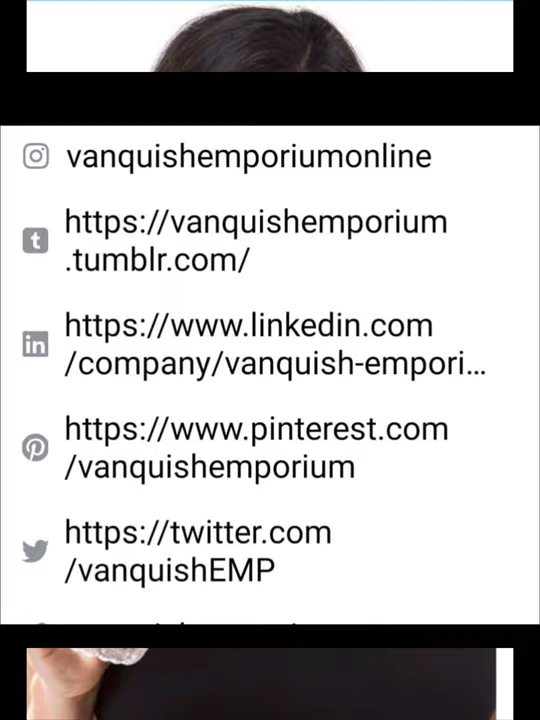 vanquishemporiumonline
https://vanquishemporium
.tumblr.com/
https://www.linkedin.com
/company/vanquish-empori...
https://www.pinterest.com
/vanquishemporium
https://twitter.com
/vanquishEMP